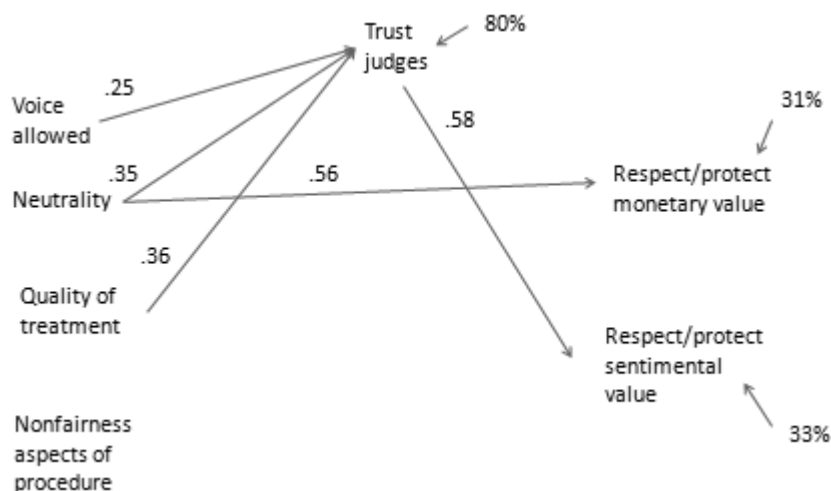 Trust
judges
80%
.25
Voice
allowed
.58
31%
.35
.56
Neutrality
Respect/protect
monetary value
.36
Quality of
treatment
Respect/protect
sentimental
value
Nonfairness
aspects of
procedure
33%